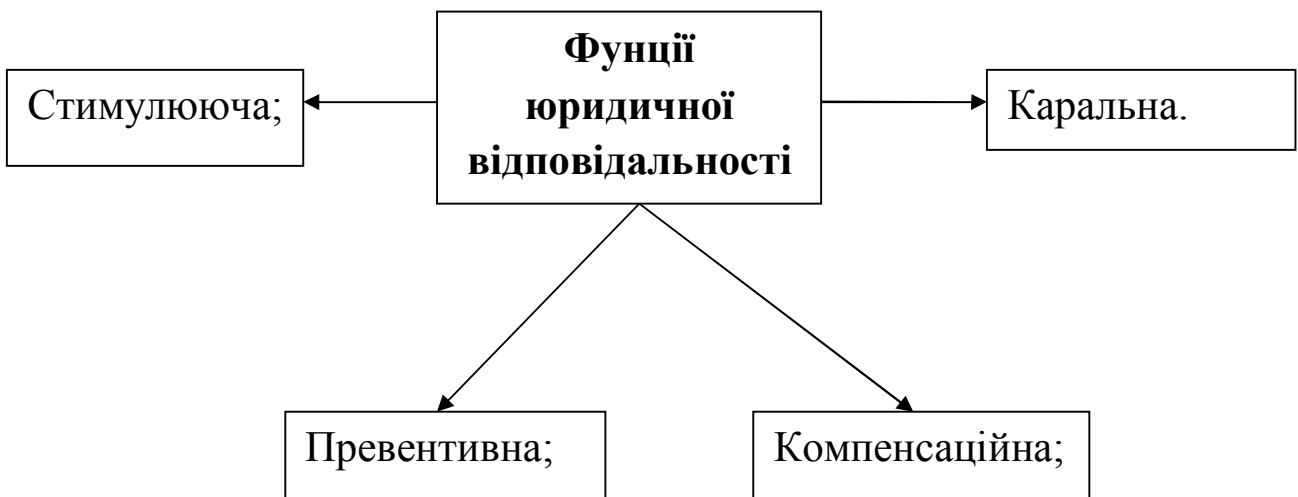 Фунції
юридичної
відповідальності
Стимулююча;
Каральна.
Превентивна;
Компенсаційна;